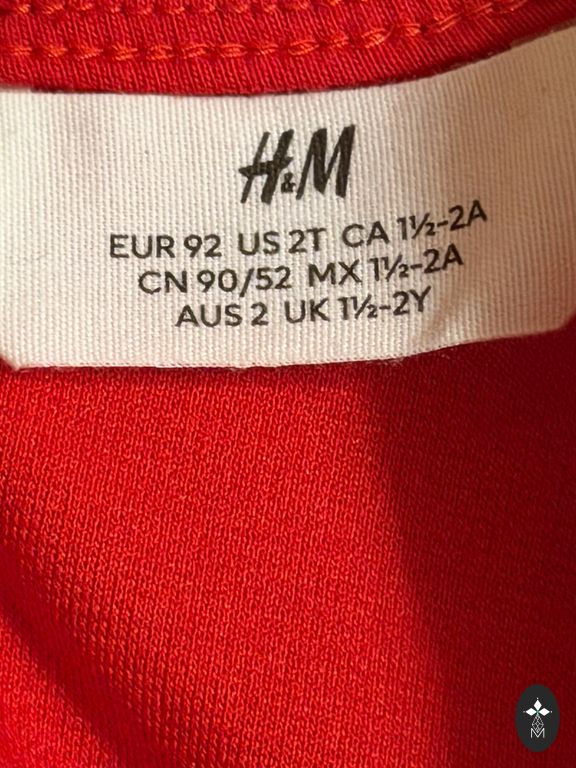 H&M
EUR 92 US 2T CA 1½-2A
CN 90/52 MX 1½-2A
AUS 2 UK 1½-2Y
M